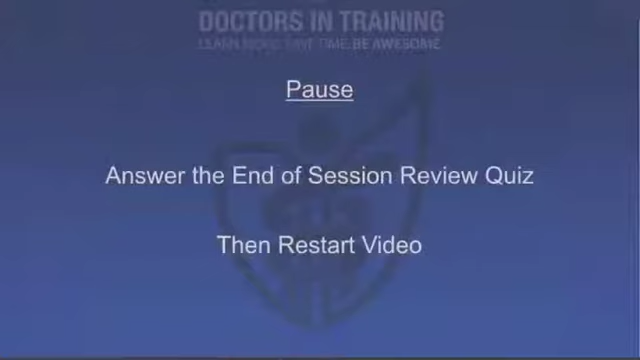 DOCTORS IN TRAINING
LEARN MORE. SAVE TIME. BE AWESOME.
Pause
Answer the End of Session Review Quiz
Then Restart Video